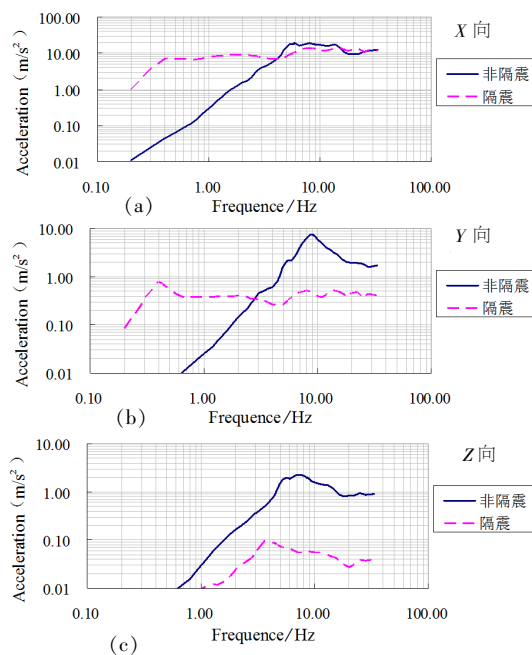 X 向
100.00
10.00
1.00
0.10
0.01
Acceleration（m/s²）
0.10 1.00 10.00 100.00
(a) Frequence/Hz
非隔震
隔震
Y 向
10.00
1.00
0.10
0.01
Acceleration（m/s²）
0.10 1.00 10.00 100.00
(b) Frequence/Hz
非隔震
隔震
Z 向
10.00
1.00
0.10
0.01
Acceleration（m/s²）
0.10 1.00 10.00 100.00
(c) Frequency/Hz
非隔震
隔震